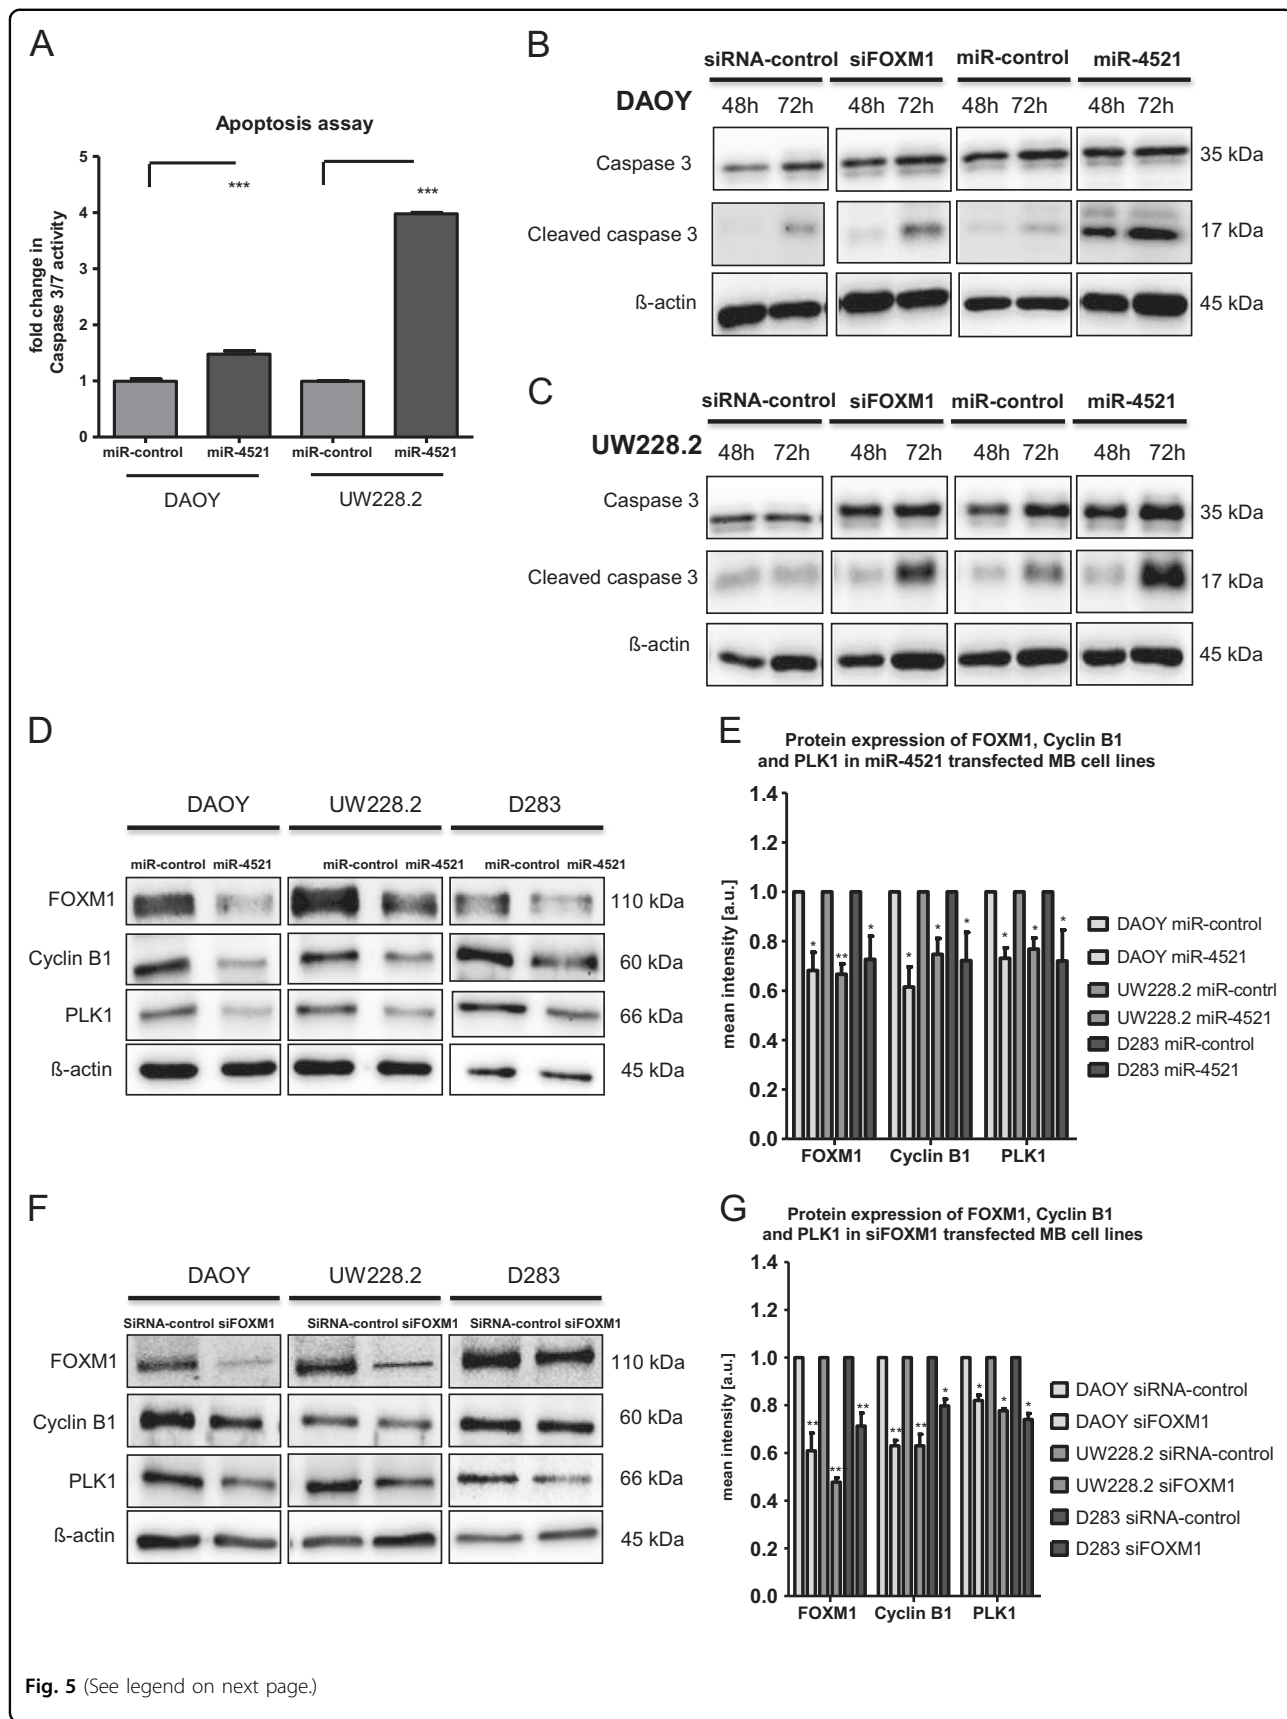 A
Apoptosis assay
fold change in
Caspase 3/7 activity
5
4
3
2
1
0
***
***
miR-control miR-4521 miR-control miR-4521
DAOY UW228.2
B
siRNA-control siFOXM1 miR-control miR-4521
DAOY 48h 72h 48h 72h 48h 72h 48h 72h
Caspase 3 35 kDa
Cleaved caspase 3 17 kDa
ß-actin 45 kDa
C
siRNA-control siFOXM1 miR-control miR-4521
UW228.2 48h 72h 48h 72h 48h 72h 48h 72h
Caspase 3 35 kDa
Cleaved caspase 3 17 kDa
ß-actin 45 kDa
D
DAOY UW228.2 D283
miR-control miR-4521 miR-control miR-4521 miR-control miR-4521
FOXM1 110 kDa
Cyclin B1 60 kDa
PLK1 66 kDa
ß-actin 45 kDa
E
Protein expression of FOXM1, Cyclin B1
and PLK1 in miR-4521 transfected MB cell lines
mean intensity [a.u.]
1.4
1.2
1.0
0.8
0.6
0.4
0.2
0.0
* ** * * * * * * *
FOXM1 Cyclin B1 PLK1
DAOY miR-control
DAOY miR-4521
UW228.2 miR-contrl
UW228.2 miR-4521
D283 miR-control
D283 miR-4521
F
DAOY UW228.2 D283
SiRNA-control siFOXM1 SiRNA-control siFOXM1 SiRNA-control siFOXM1
FOXM1 110 kDa
Cyclin B1 60 kDa
PLK1 66 kDa
ß-actin 45 kDa
G
Protein expression of FOXM1, Cyclin B1
and PLK1 in siFOXM1 transfected MB cell lines
mean intensity [a.u.]
1.4
1.2
1.0
0.8
0.6
0.4
0.2
0.0
** *** ** ** ** * * * *
FOXM1 Cyclin B1 PLK1
DAOY siRNA-control
DAOY siFOXM1
UW228.2 siRNA-control
UW228.2 siFOXM1
D283 siRNA-control
D283 siFOXM1
Fig. 5 (See legend on next page.)